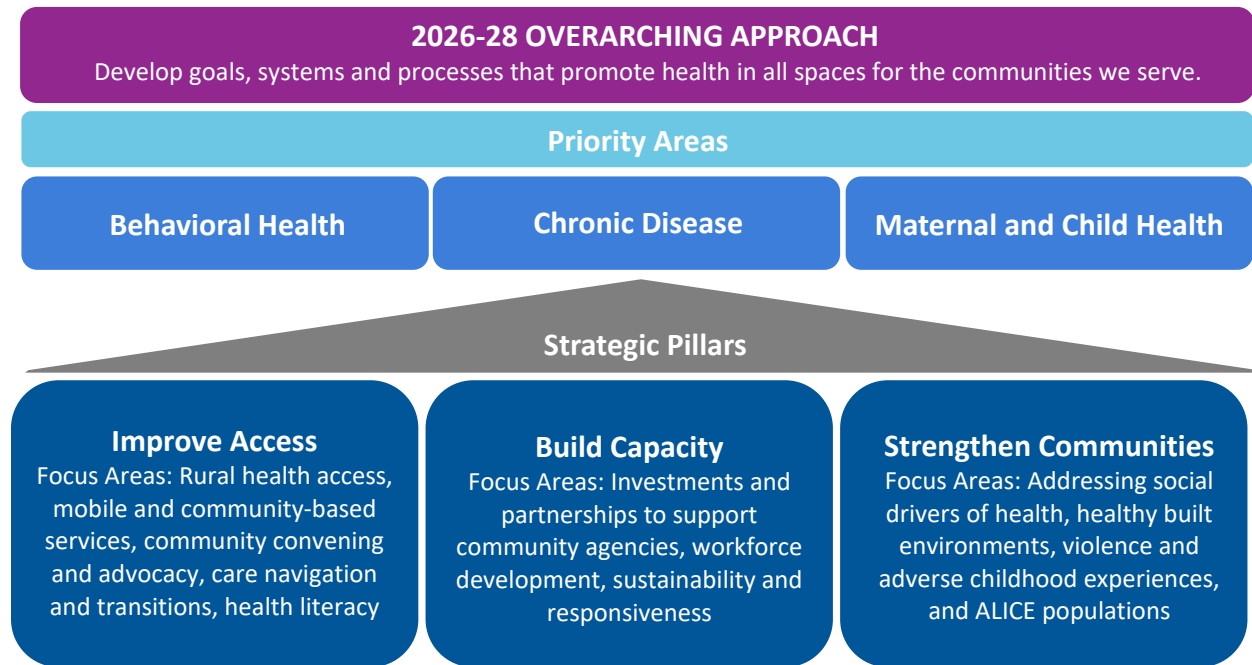 2026-28 OVERARCHING APPROACH
Develop goals, systems and processes that promote health in all spaces for the communities we serve.
Priority Areas
Behavioral Health
Chronic Disease
Maternal and Child Health
Strategic Pillars
Improve Access
Focus Areas: Rural health access,
mobile and community-based
services, community convening
and advocacy, care navigation
and transitions, health literacy
Build Capacity
Focus Areas: Investments and
partnerships to support
community agencies, workforce
development, sustainability and
responsiveness
Strengthen Communities
Focus Areas: Addressing social
drivers of health, healthy built
environments, violence and
adverse childhood experiences,
and ALICE populations